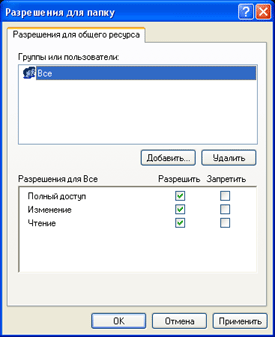 Разрешения для папку
Разрешения для общего ресурса
Группы или пользователи:
Все
Добавить... Удалить
Разрешения для Все Разрешить Запретить
Полный доступ
Изменение
Чтение
OK Отмена Применить